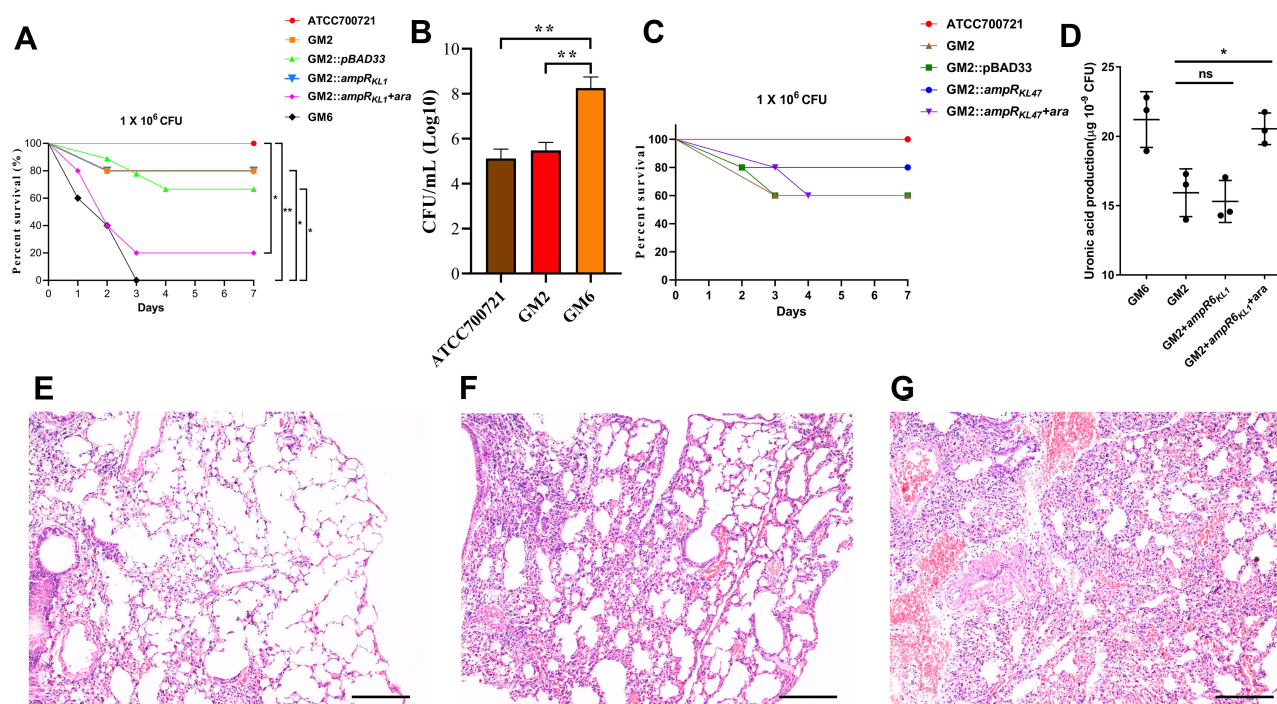 A
ATCC700721
GM2
GM2::pBAD33
GM2::ampR_KL1
GM2::ampR_KL1+ara
GM6
1 X 10^6 CFU
Percent survival (%)
100
80
60
40
20
0
0 1 2 3 4 5 6 7
Days
*
**
*
*
B
CFU/mL (Log10)
10
8
6
4
2
0
**
**
ATCC700721
GM2
GM6
C
ATCC700721
GM2
GM2::pBAD33
GM2::ampR_KL47
GM2::ampR_KL47+ara
1 X 10^6 CFU
Percent survival
100
80
60
40
20
0
0 1 2 3 4 5 6 7
Days
D
Uronic acid production(µg 10^-9 CFU)
25
20
15
10
*
ns
GM6
GM2
GM2+ampR6_KL1
GM2+ampR6_KL1+ara
E
F
G